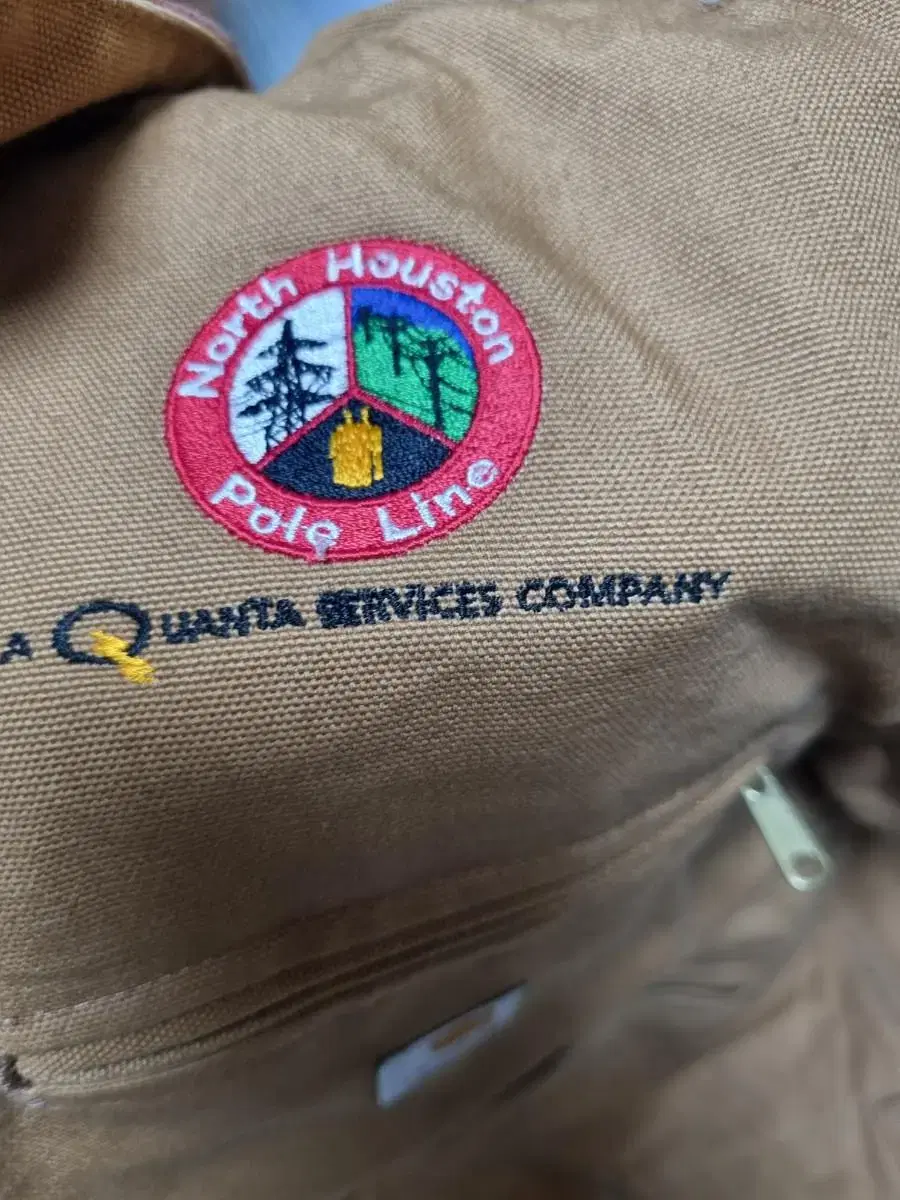 North Houston
Pole Line
A QUANTA SERVICES COMPANY